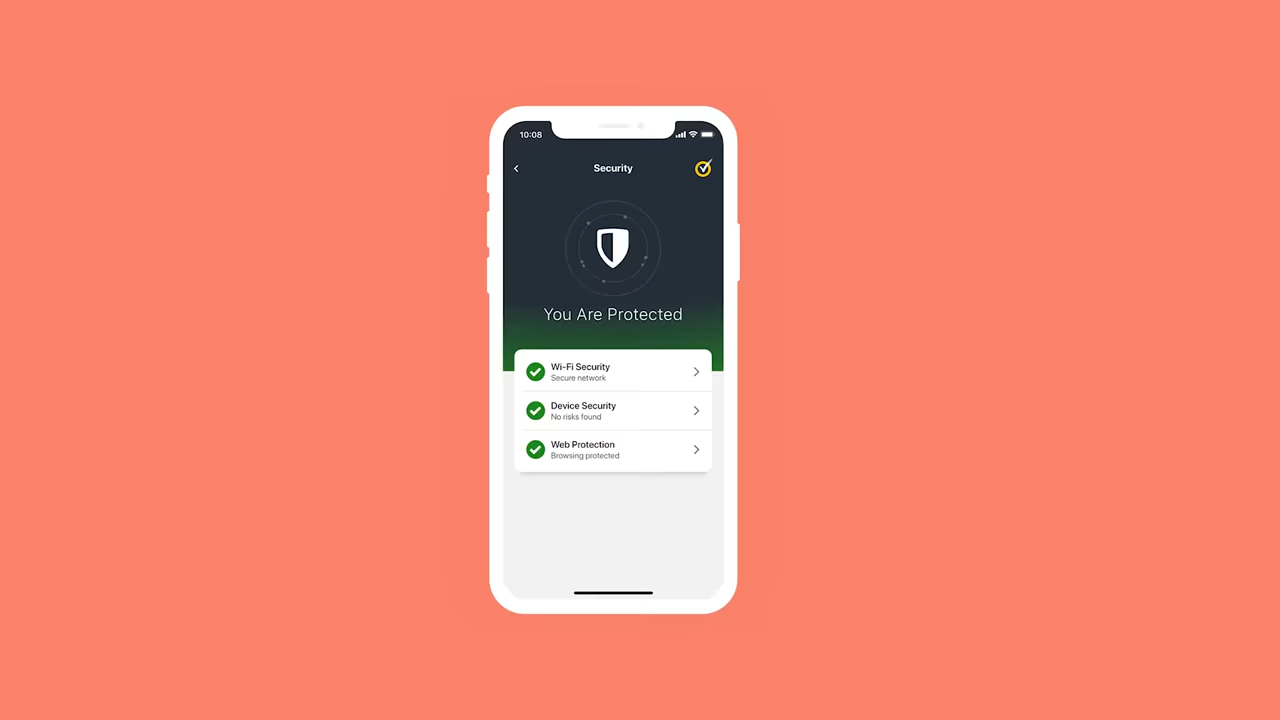 10:08
Security
You Are Protected
Wi-Fi Security
Secure network
Device Security
No risks found
Web Protection
Browsing protected